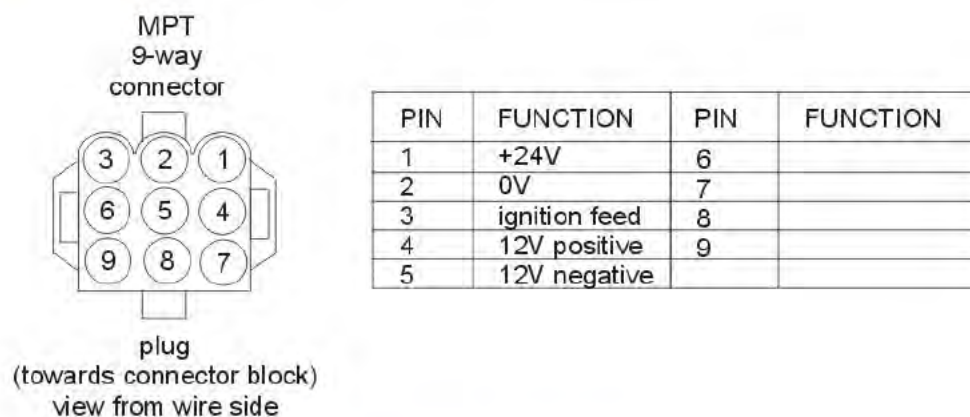 MPT
9-way
connector
3 2 1
6 5 4
9 8 7
plug
(towards connector block)
view from wire side
PIN FUNCTION PIN FUNCTION
1 +24V 6
2 0V 7
3 ignition feed 8
4 12V positive 9
5 12V negative